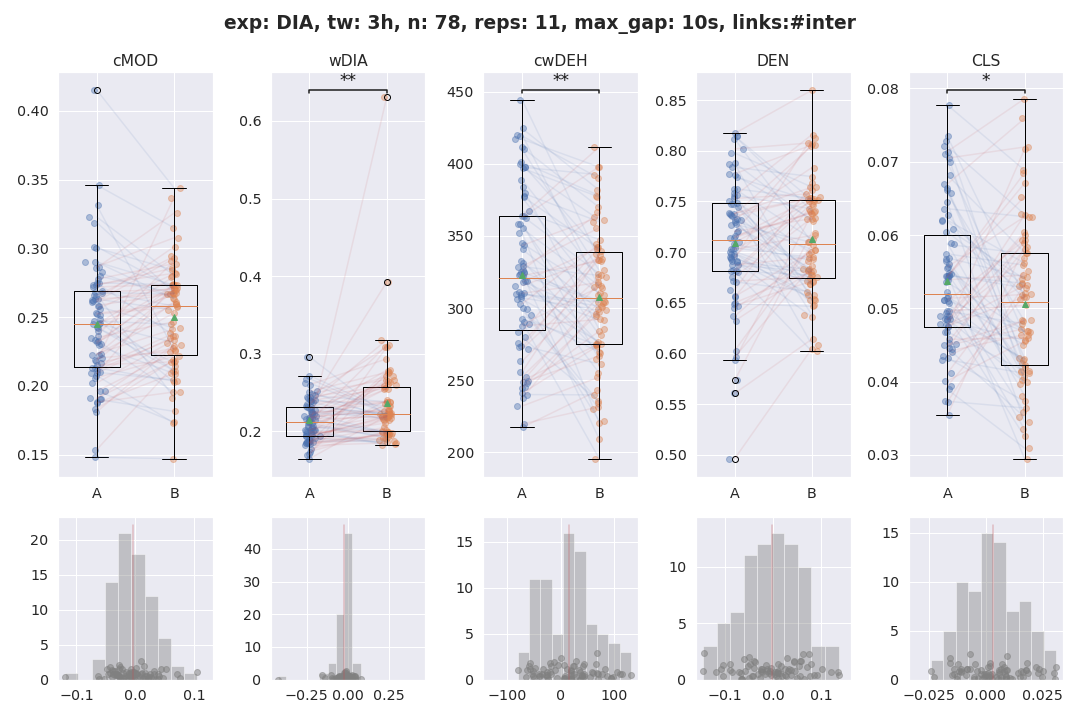 exp: DIA, tw: 3h, n: 78, reps: 11, max_gap: 10s, links:#inter
cMOD wDIA cwDEH DEN CLS
** ** *
0.40 0.35 0.30 0.25 0.20 0.15
A B
0.6 0.5 0.4 0.3 0.2
A B
450 400 350 300 250 200
A B
0.85 0.80 0.75 0.70 0.65 0.60 0.55 0.50
A B
0.08 0.07 0.06 0.05 0.04 0.03
A B
20 15 10 5 0
−0.1 0.0 0.1
40 30 20 10 0
−0.25 0.00 0.25
15 10 5 0
−100 0 100
10 5 0
−0.1 0.0 0.1
15 10 5 0
−0.025 0.000 0.025